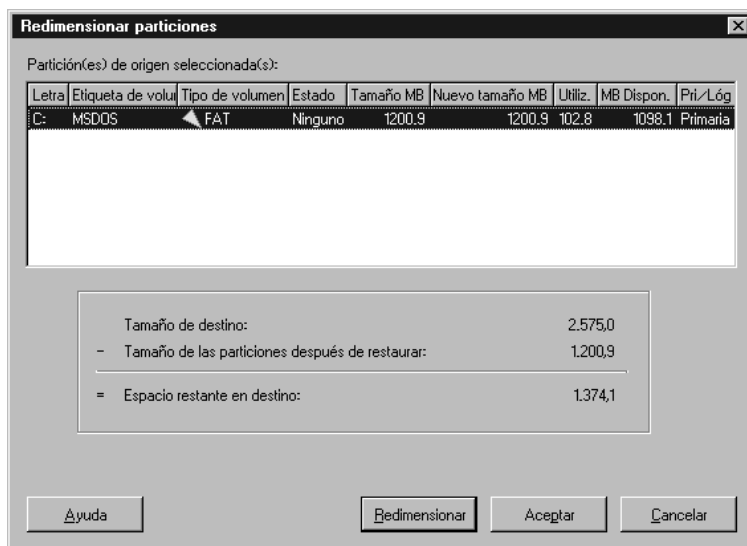 Redimensionar particiones
Partición(es) de origen seleccionada(s):
Letra Etiqueta de volu Tipo de volumen Estado Tamaño MB Nuevo tamaño MB Utiliz. MB Dispon. Pri/Lóg
C: MSDOS FAT Ninguno 1200.9 1200.9 102.8 1098.1 Primaria
Tamaño de destino: 2.575,0
- Tamaño de las particiones después de restaurar: 1.200,9
= Espacio restante en destino: 1.374,1
Ayuda Redimensionar Aceptar Cancelar